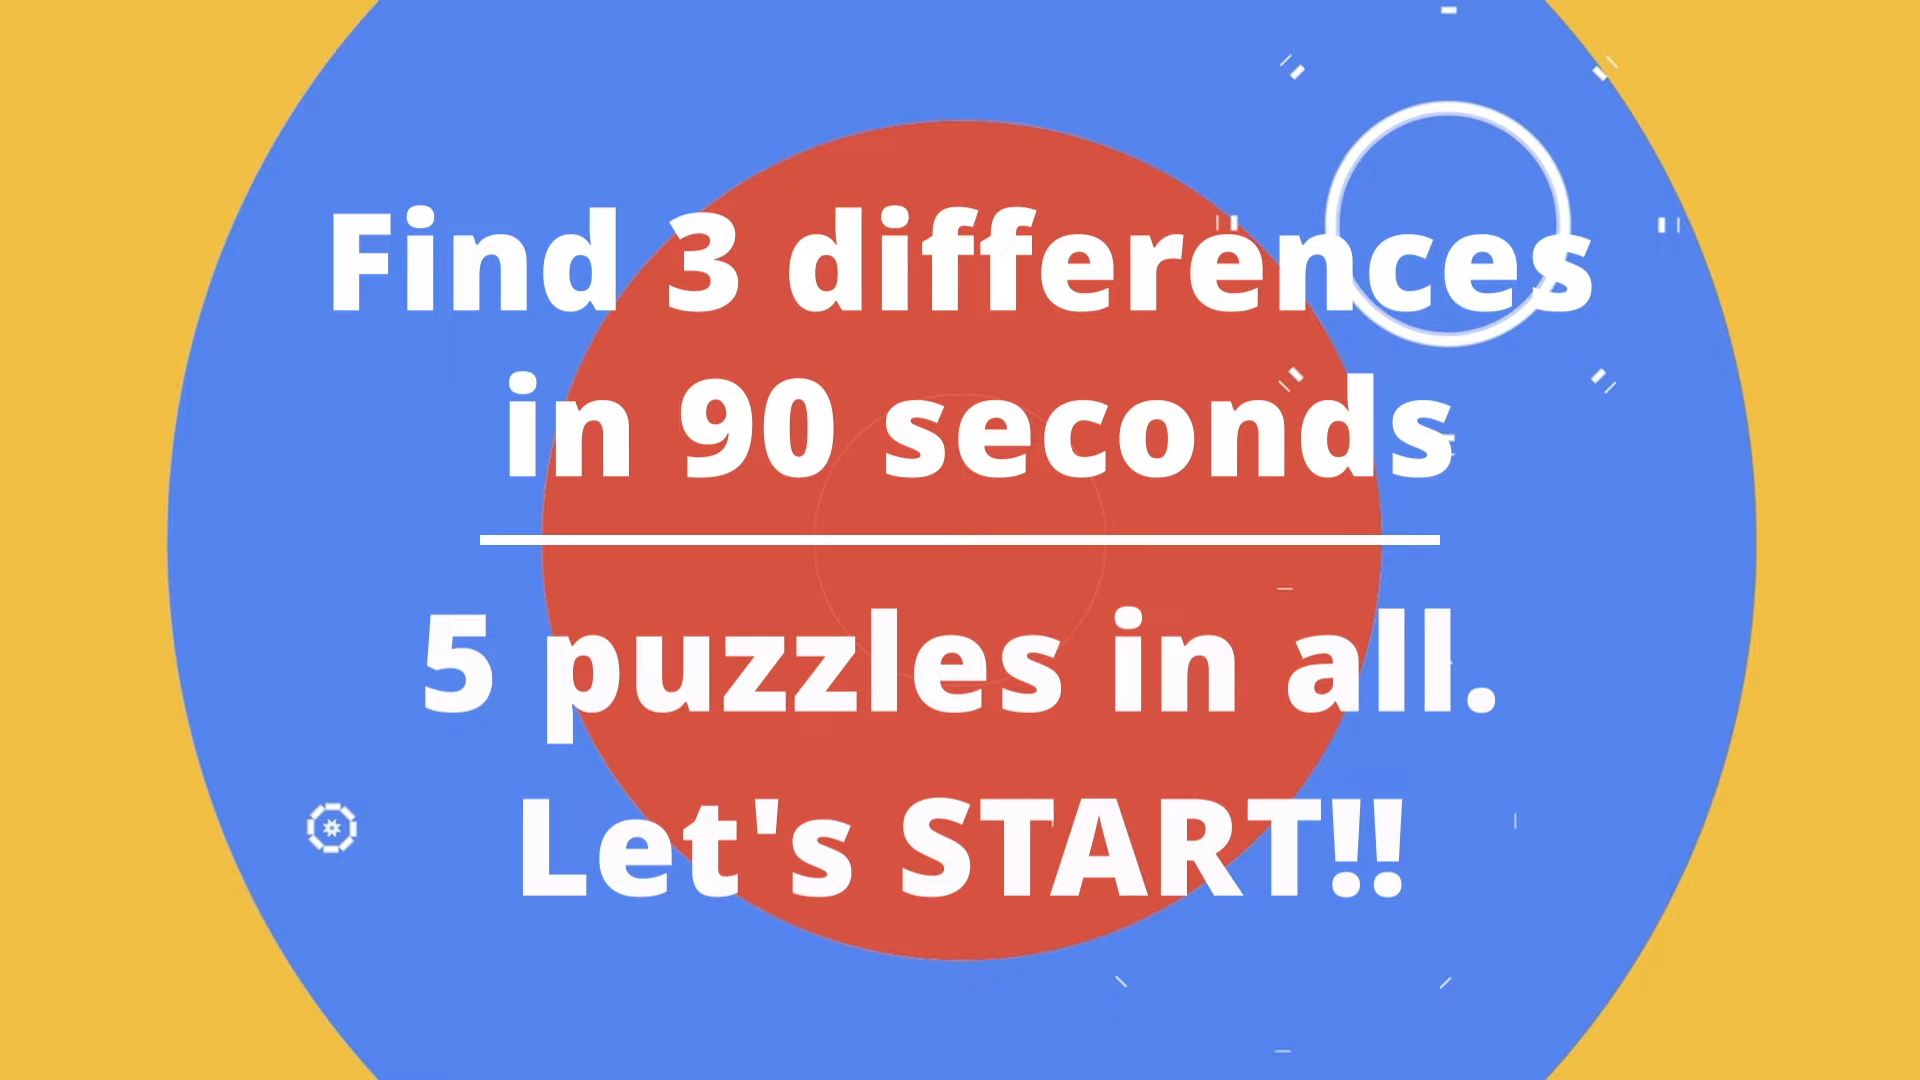 Find 3 differences
in 90 seconds
5 puzzles in all.
Let's START!!